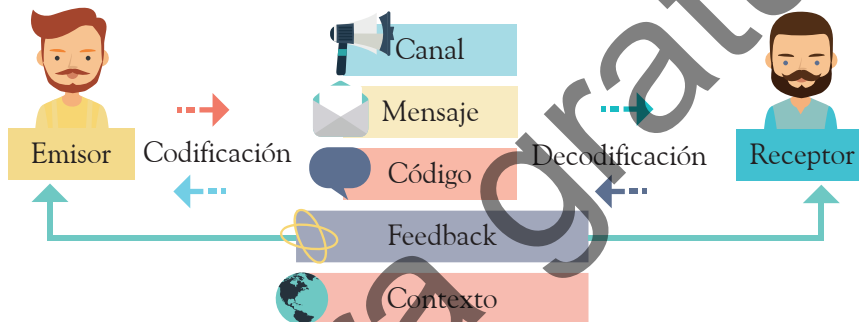 Canal
Mensaje
Emisor
Codificación
Código
Decodificación
Receptor
Feedback
Contexto